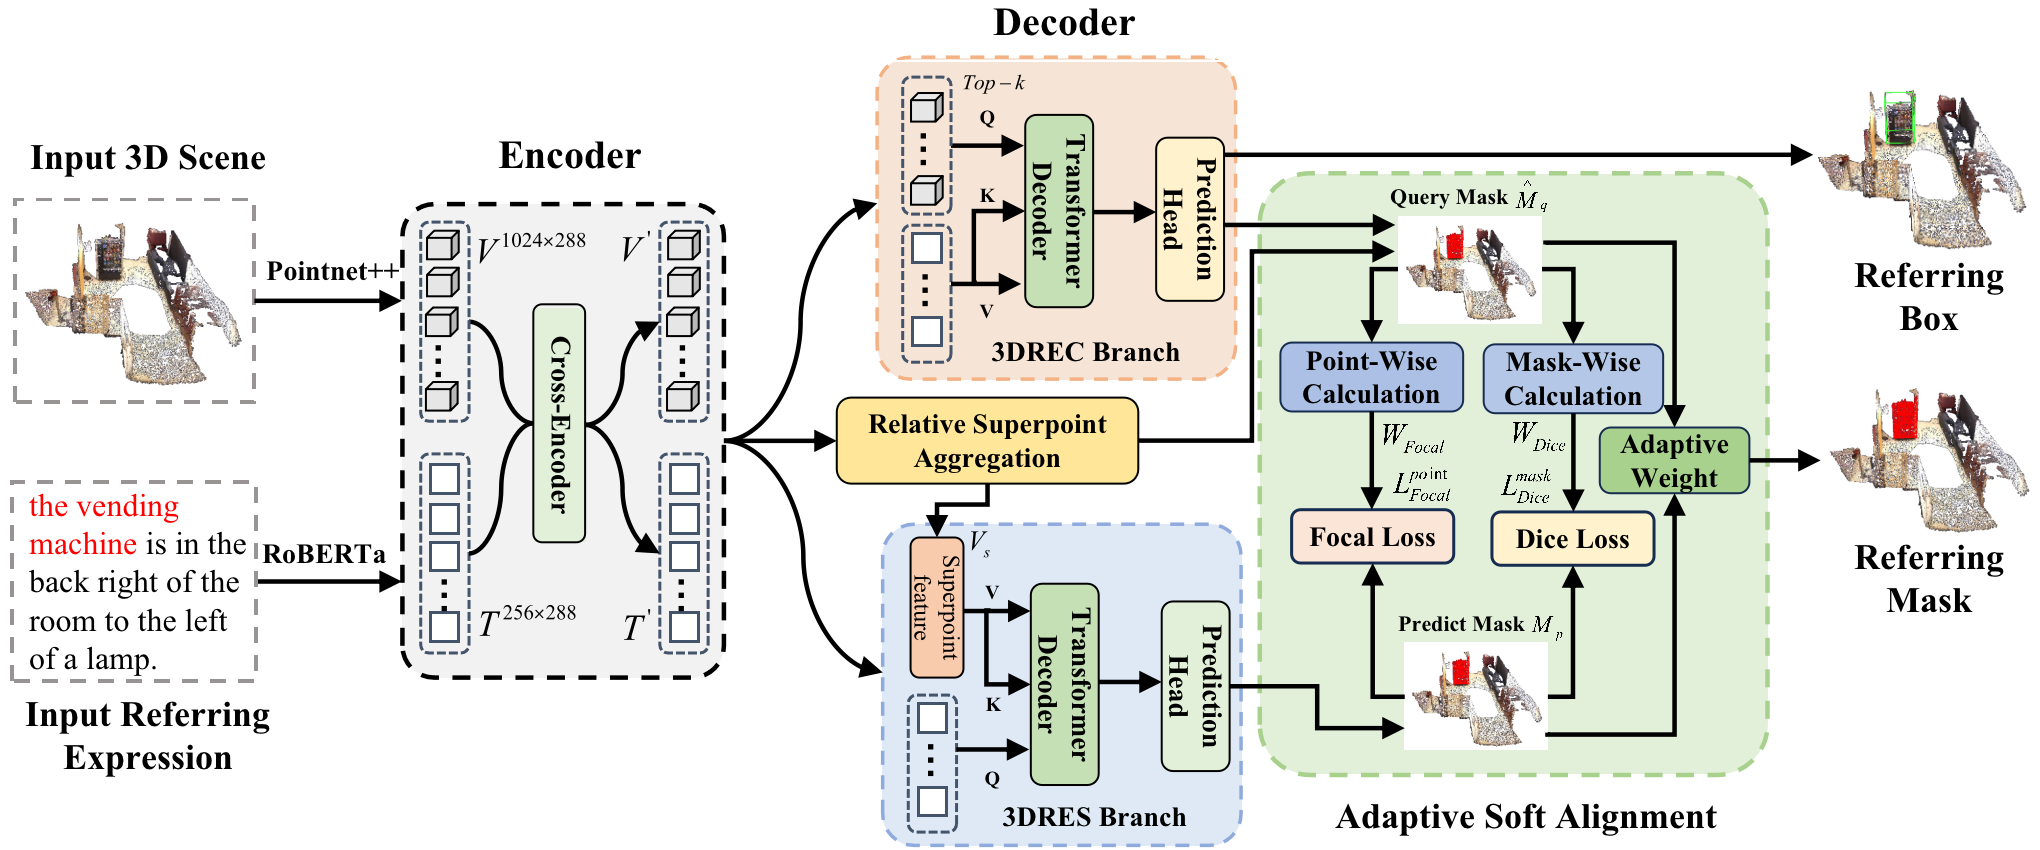 Decoder
Input 3D Scene
Encoder
Pointnet++
RoBERTa
the vending
machine is in the
back right of the
room to the left
of a lamp.
Input Referring
Expression
V^{1024×288}
V'
Cross-Encoder
T^{256×288}
T'
Top-k
Q
K
V
Transformer
Decoder
Prediction
Head
3DREC Branch
Relative Superpoint
Aggregation
V_s
Superpoint
feature
V
K
Q
Transformer
Decoder
Prediction
Head
3DRES Branch
Query Mask \hat{M}_q
Point-Wise
Calculation
Mask-Wise
Calculation
W_{Focal}
L_{Focal}^{point}
W_{Dice}
L_{Dice}^{mask}
Adaptive
Weight
Focal Loss
Dice Loss
Predict Mask M_p
Adaptive Soft Alignment
Referring
Box
Referring
Mask